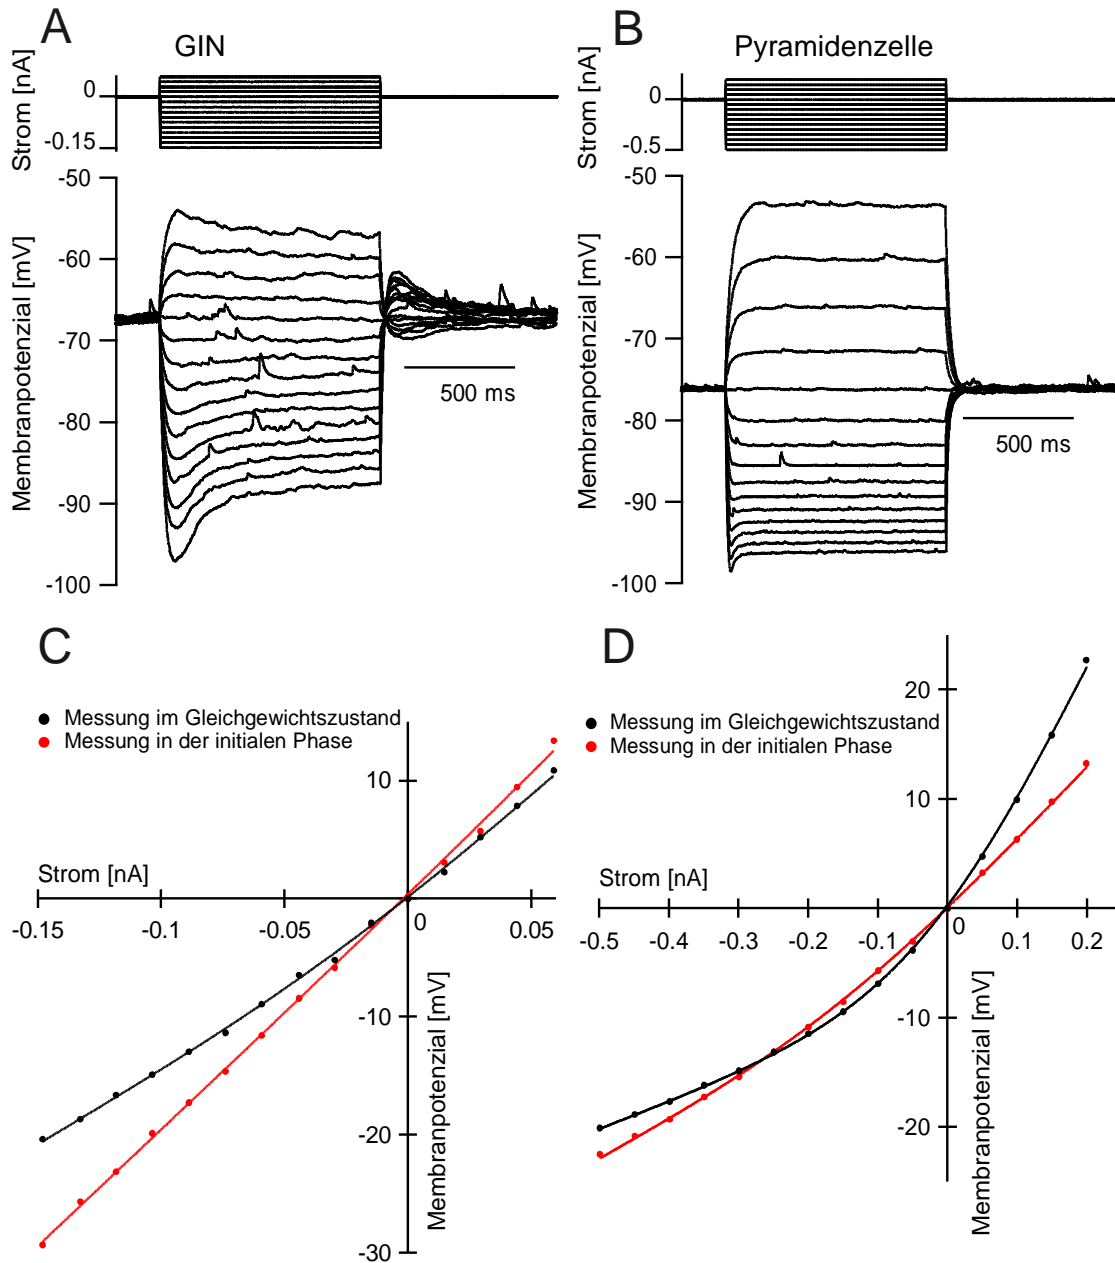 A
GIN
Strom [nA]
0
-0.15
-50
-60
-70
-80
-90
-100
Membranpotenzial [mV]
500 ms
B
Pyramidenzelle
Strom [nA]
0
-0.5
-50
-60
-70
-80
-90
-100
Membranpotenzial [mV]
500 ms
C
Messung im Gleichgewichtszustand
Messung in der initialen Phase
10
Strom [nA]
-0.15
-0.1
-0.05
0
0.05
-10
-20
-30
Membranpotenzial [mV]
D
20
Messung im Gleichgewichtszustand
Messung in der initialen Phase
10
Strom [nA]
-0.5
-0.4
-0.3
-0.2
-0.1
0
0.1
0.2
-10
-20
Membranpotenzial [mV]